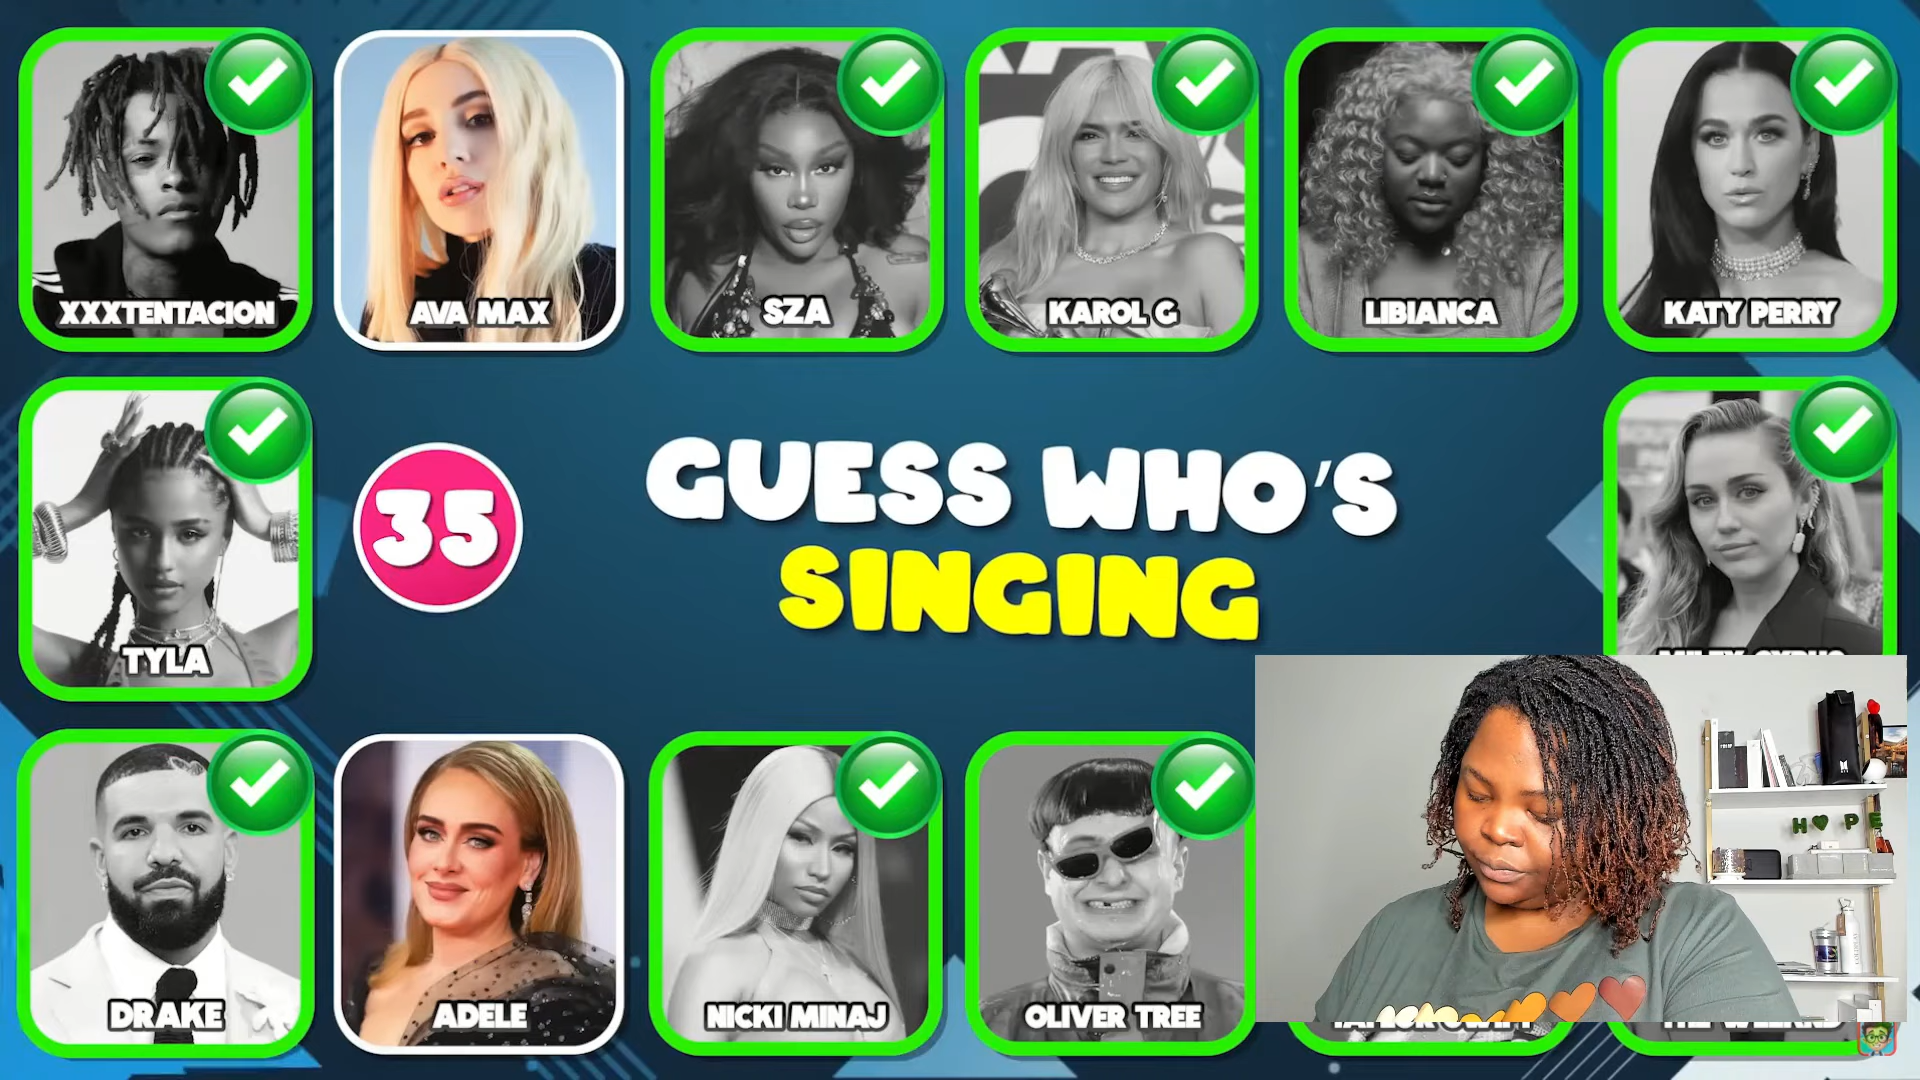 XXXTENTACION
AVA MAX
SZA
KAROL G
LIBIANCA
KATY PERRY
TYLA
35
GUESS WHO'S
SINGING
DRAKE
ADELE
NICKI MINAJ
OLIVER TREE
H PE